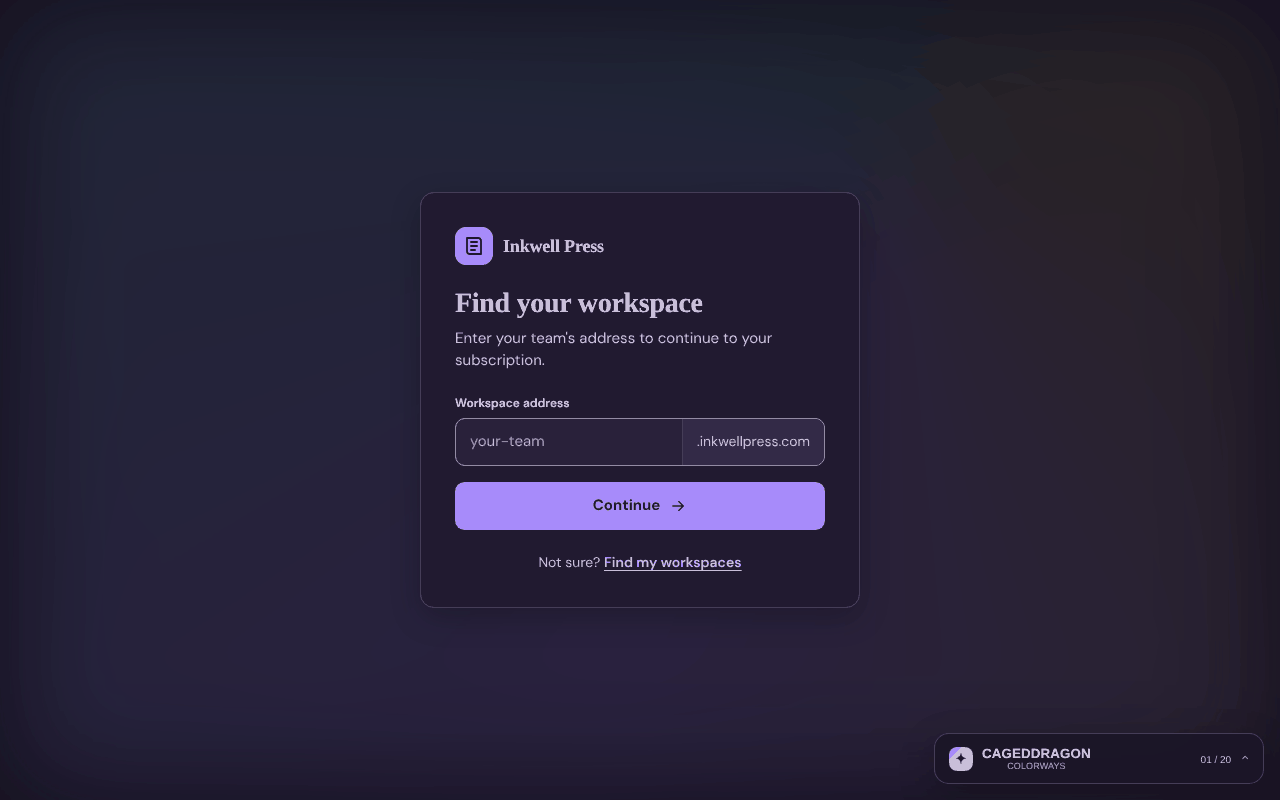 Inkwell Press
Find your workspace
Enter your team's address to continue to your
subscription.
Workspace address
your-team
.inkwellpress.com
Continue →
Not sure? Find my workspaces
CAGEDDRAGON
COLORWAYS
01 / 20